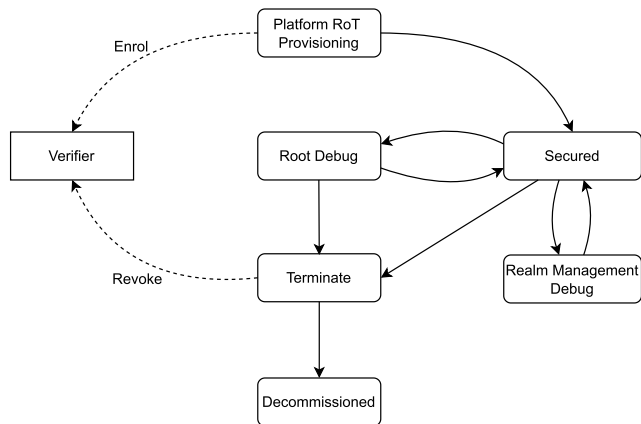 Platform RoT
Provisioning
Enrol
Verifier
Root Debug
Secured
Revoke
Terminate
Realm Management
Debug
Decommissioned